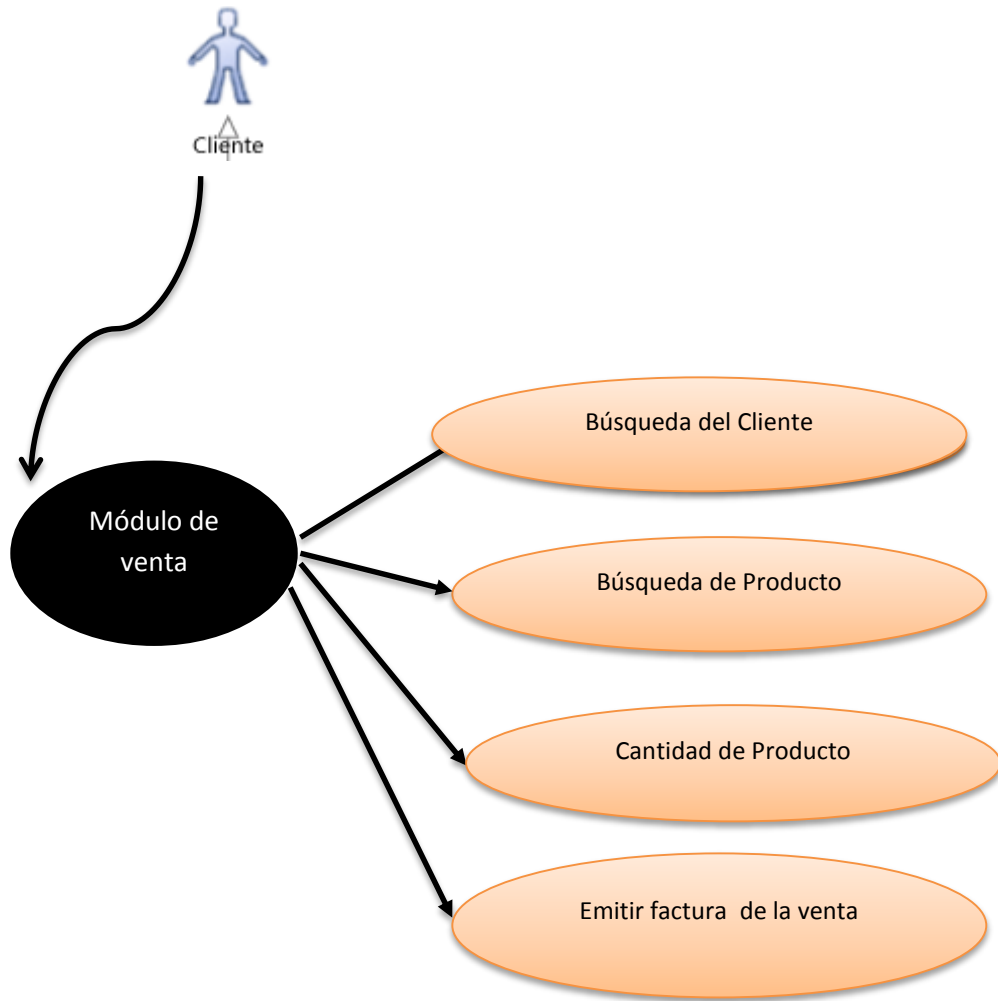 Cliente
Búsqueda del Cliente
Módulo de
venta
Búsqueda de Producto
Cantidad de Producto
Emitir factura  de la venta